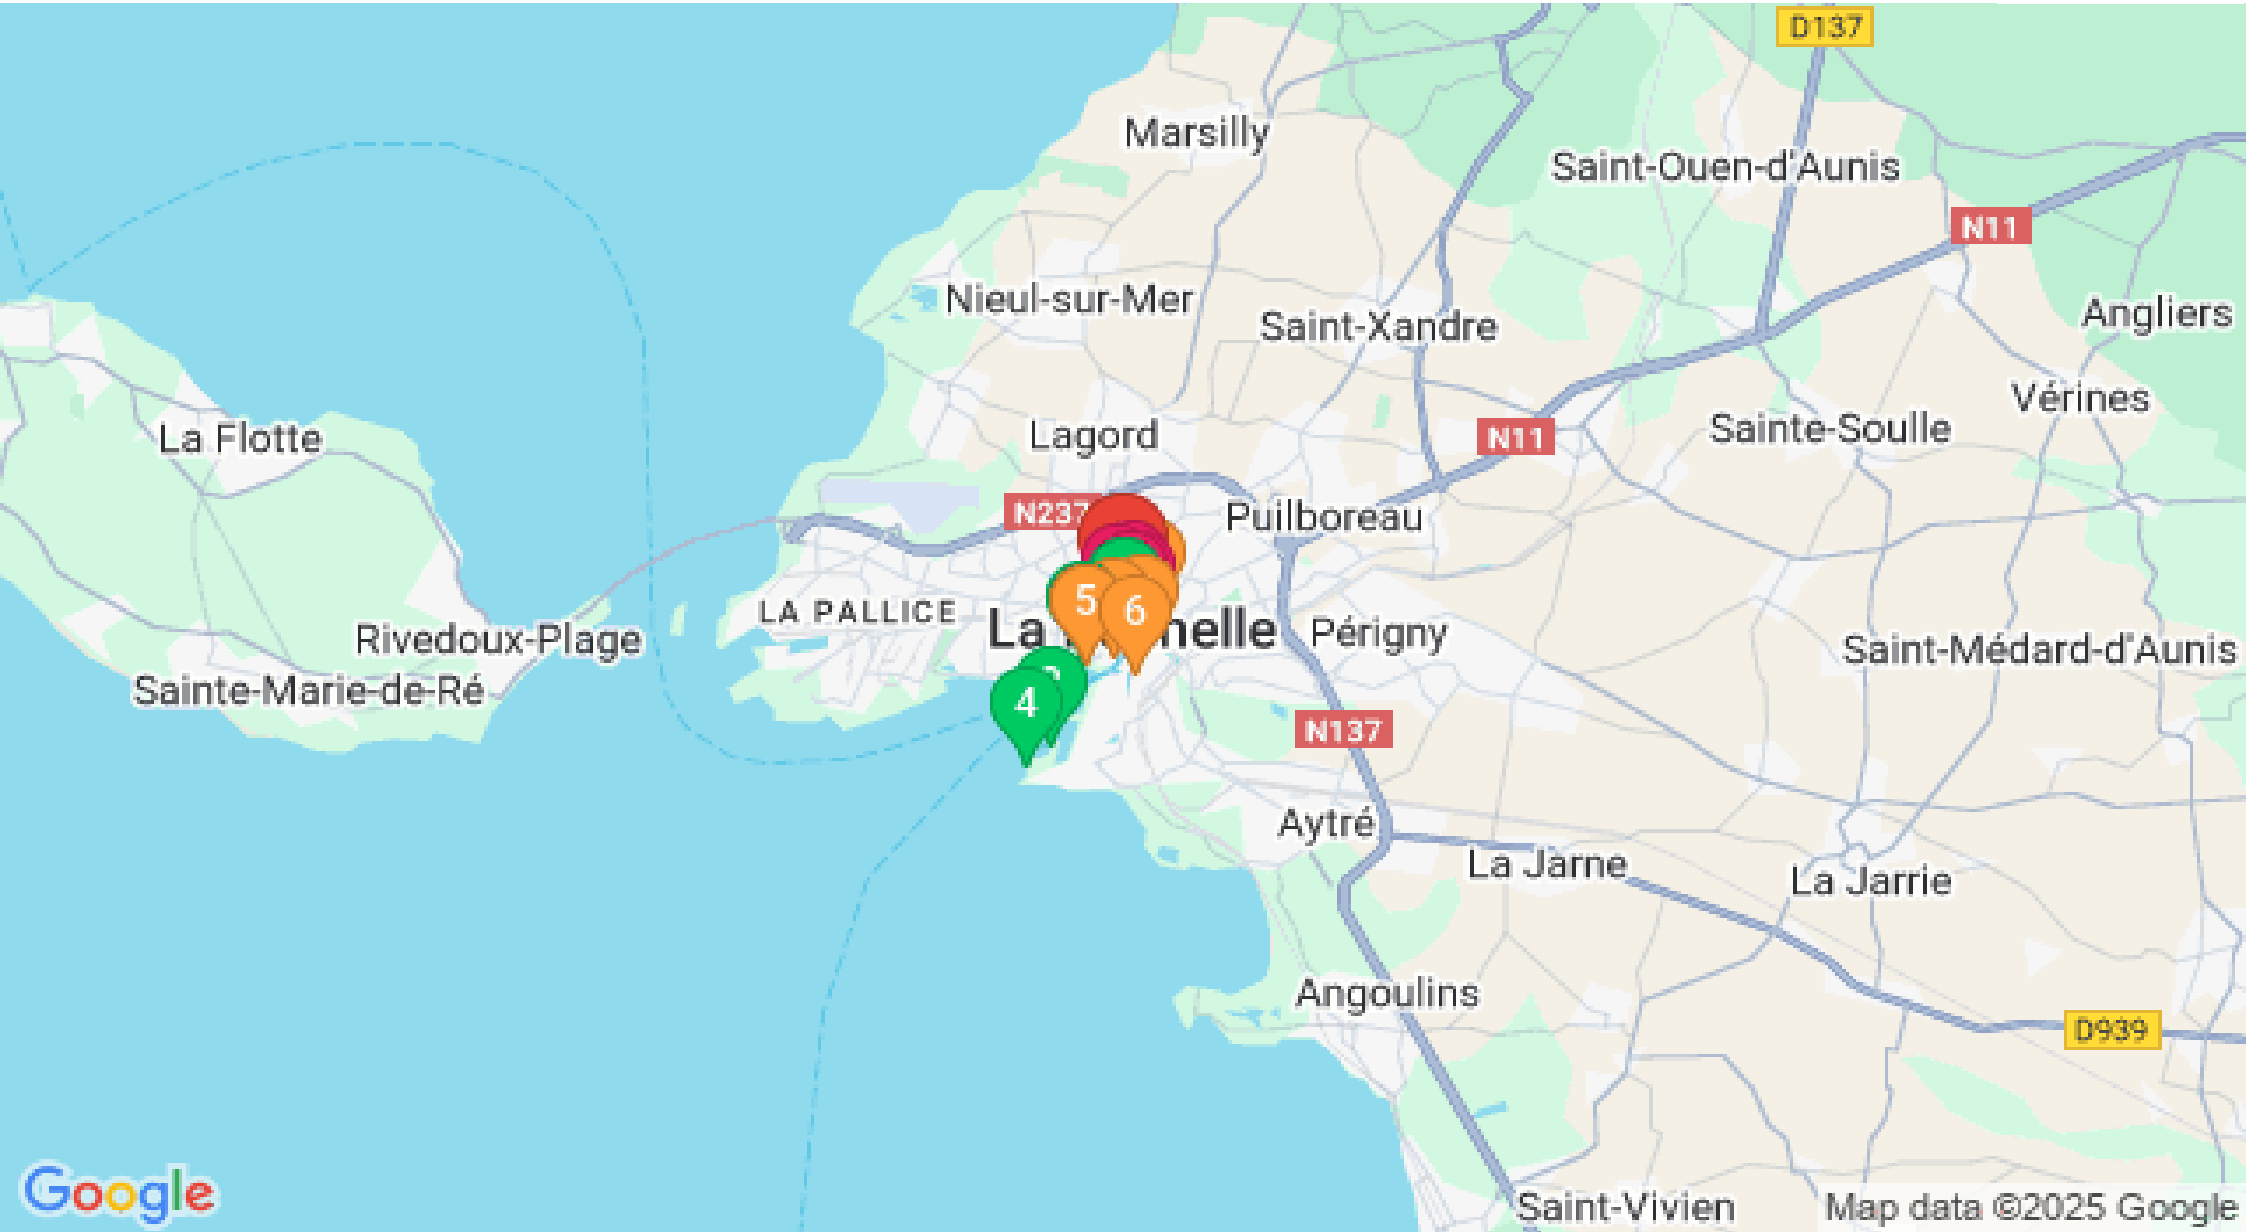 D137
Marsilly
Saint-Ouen-d'Aunis
N11
Nieul-sur-Mer
Saint-Xandre
Angliers
Vérines
La Flotte
Lagord
N11
Sainte-Soulle
N237
Puilboreau
5
6
LA PALLICE
La
helle
Périgny
Rivedoux-Plage
Saint-Médard-d'Aunis
Sainte-Marie-de-Ré
4
N137
Aytré
La Jarne
La Jarrie
Angoulins
D939
Google
Saint-Vivien
Map data ©2025 Google